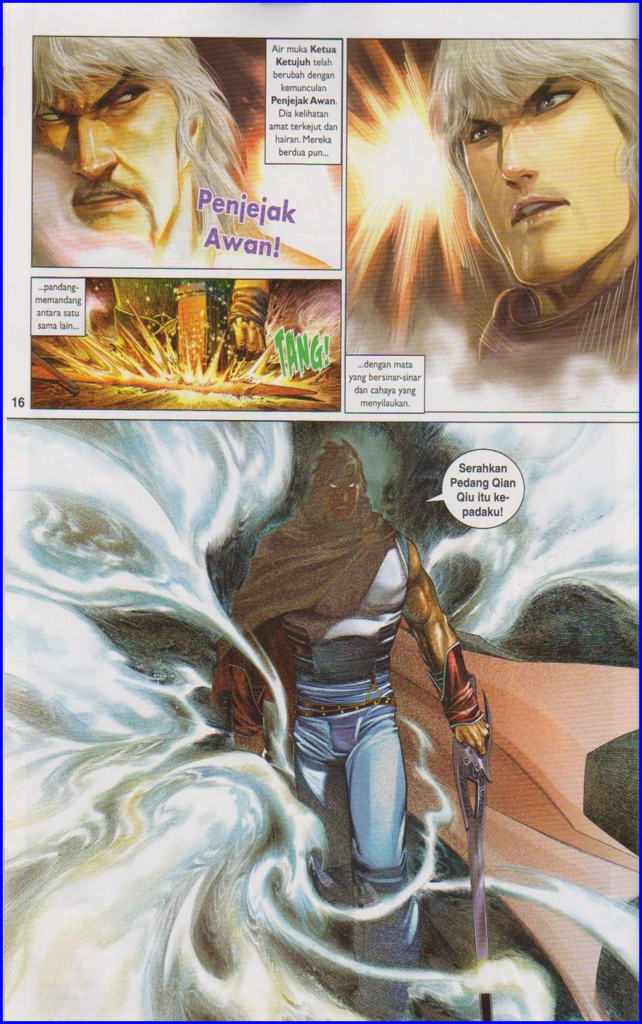 Air muka Ketua
Ketujuh telah
berubah dengan
kemunculan
Penjejak Awan.
Dia kelihatan
amat terkejut dan
hairan. Mereka
berdua pun...
Penjejak
Awan!
...pandang-
memandang
antara satu
sama lain...
TANG!
...dengan mata
yang bersinar-sinar
dan cahaya yang
menyilaukan.
16
Serahkan
Pedang Qian
Qiu itu ke-
padaku!